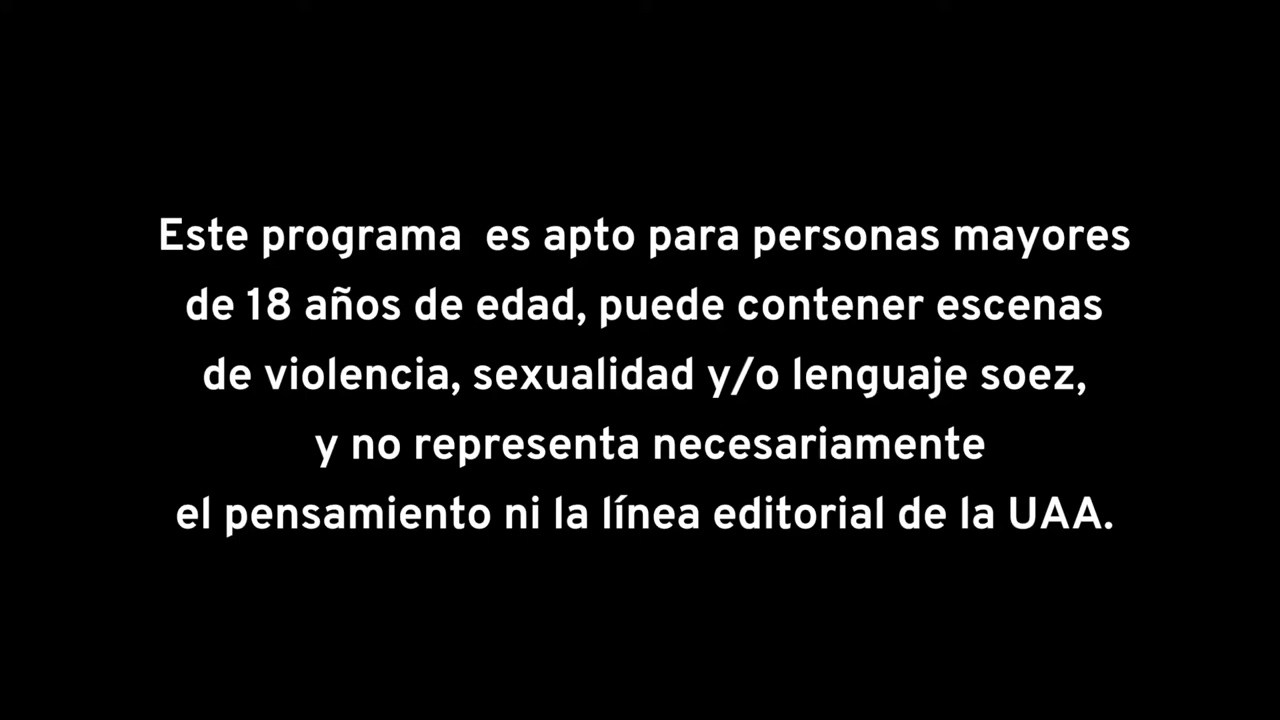 Este programa  es apto para personas mayores
de 18 años de edad, puede contener escenas
de violencia, sexualidad y/o lenguaje soez,
y no representa necesariamente
el pensamiento ni la línea editorial de la UAA.